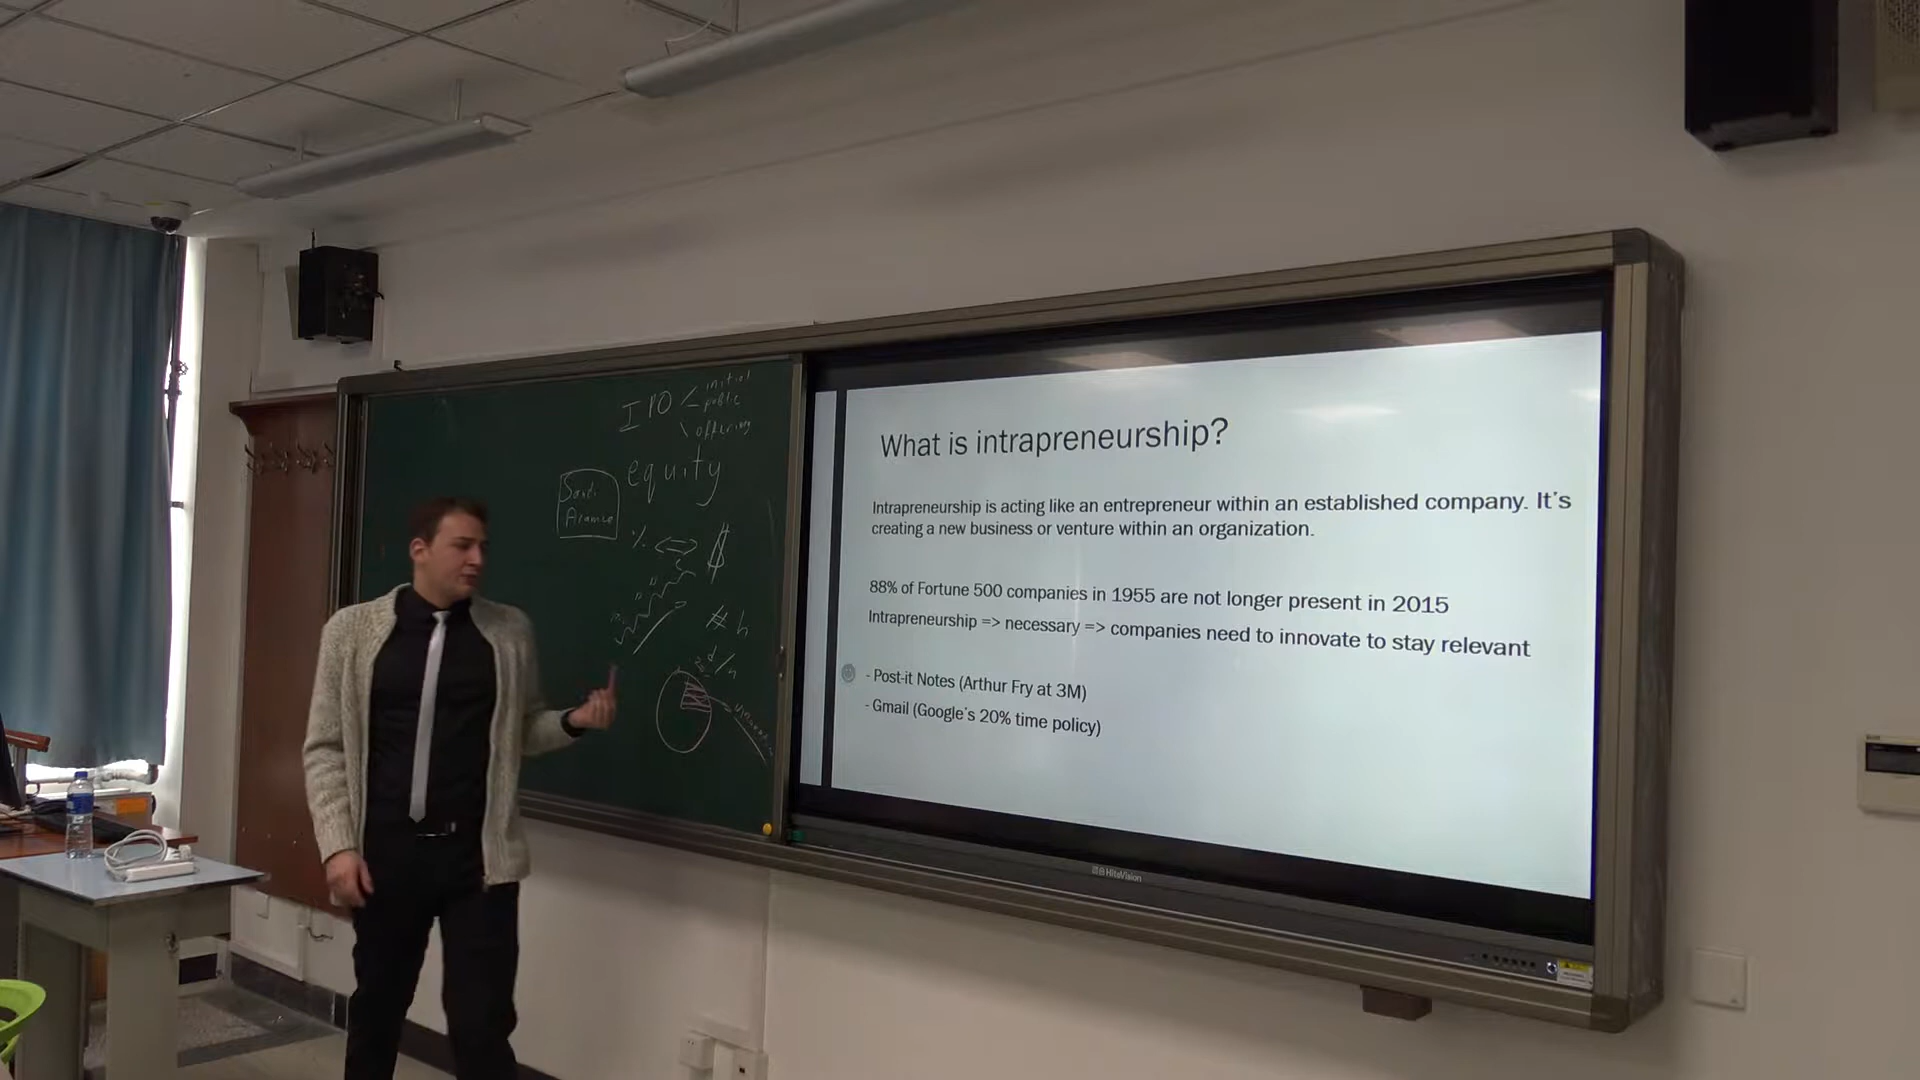 IPO
initial
public
offering
equity
Saudi
Aramco
% <=> $
What is intrapreneurship?
Intrapreneurship is acting like an entrepreneur within an established company. It's
creating a new business or venture within an organization.
88% of Fortune 500 companies in 1955 are not longer present in 2015
Intrapreneurship => necessary => companies need to innovate to stay relevant
- Post-it Notes (Arthur Fry at 3M)
- Gmail (Google's 20% time policy)
HiteVision